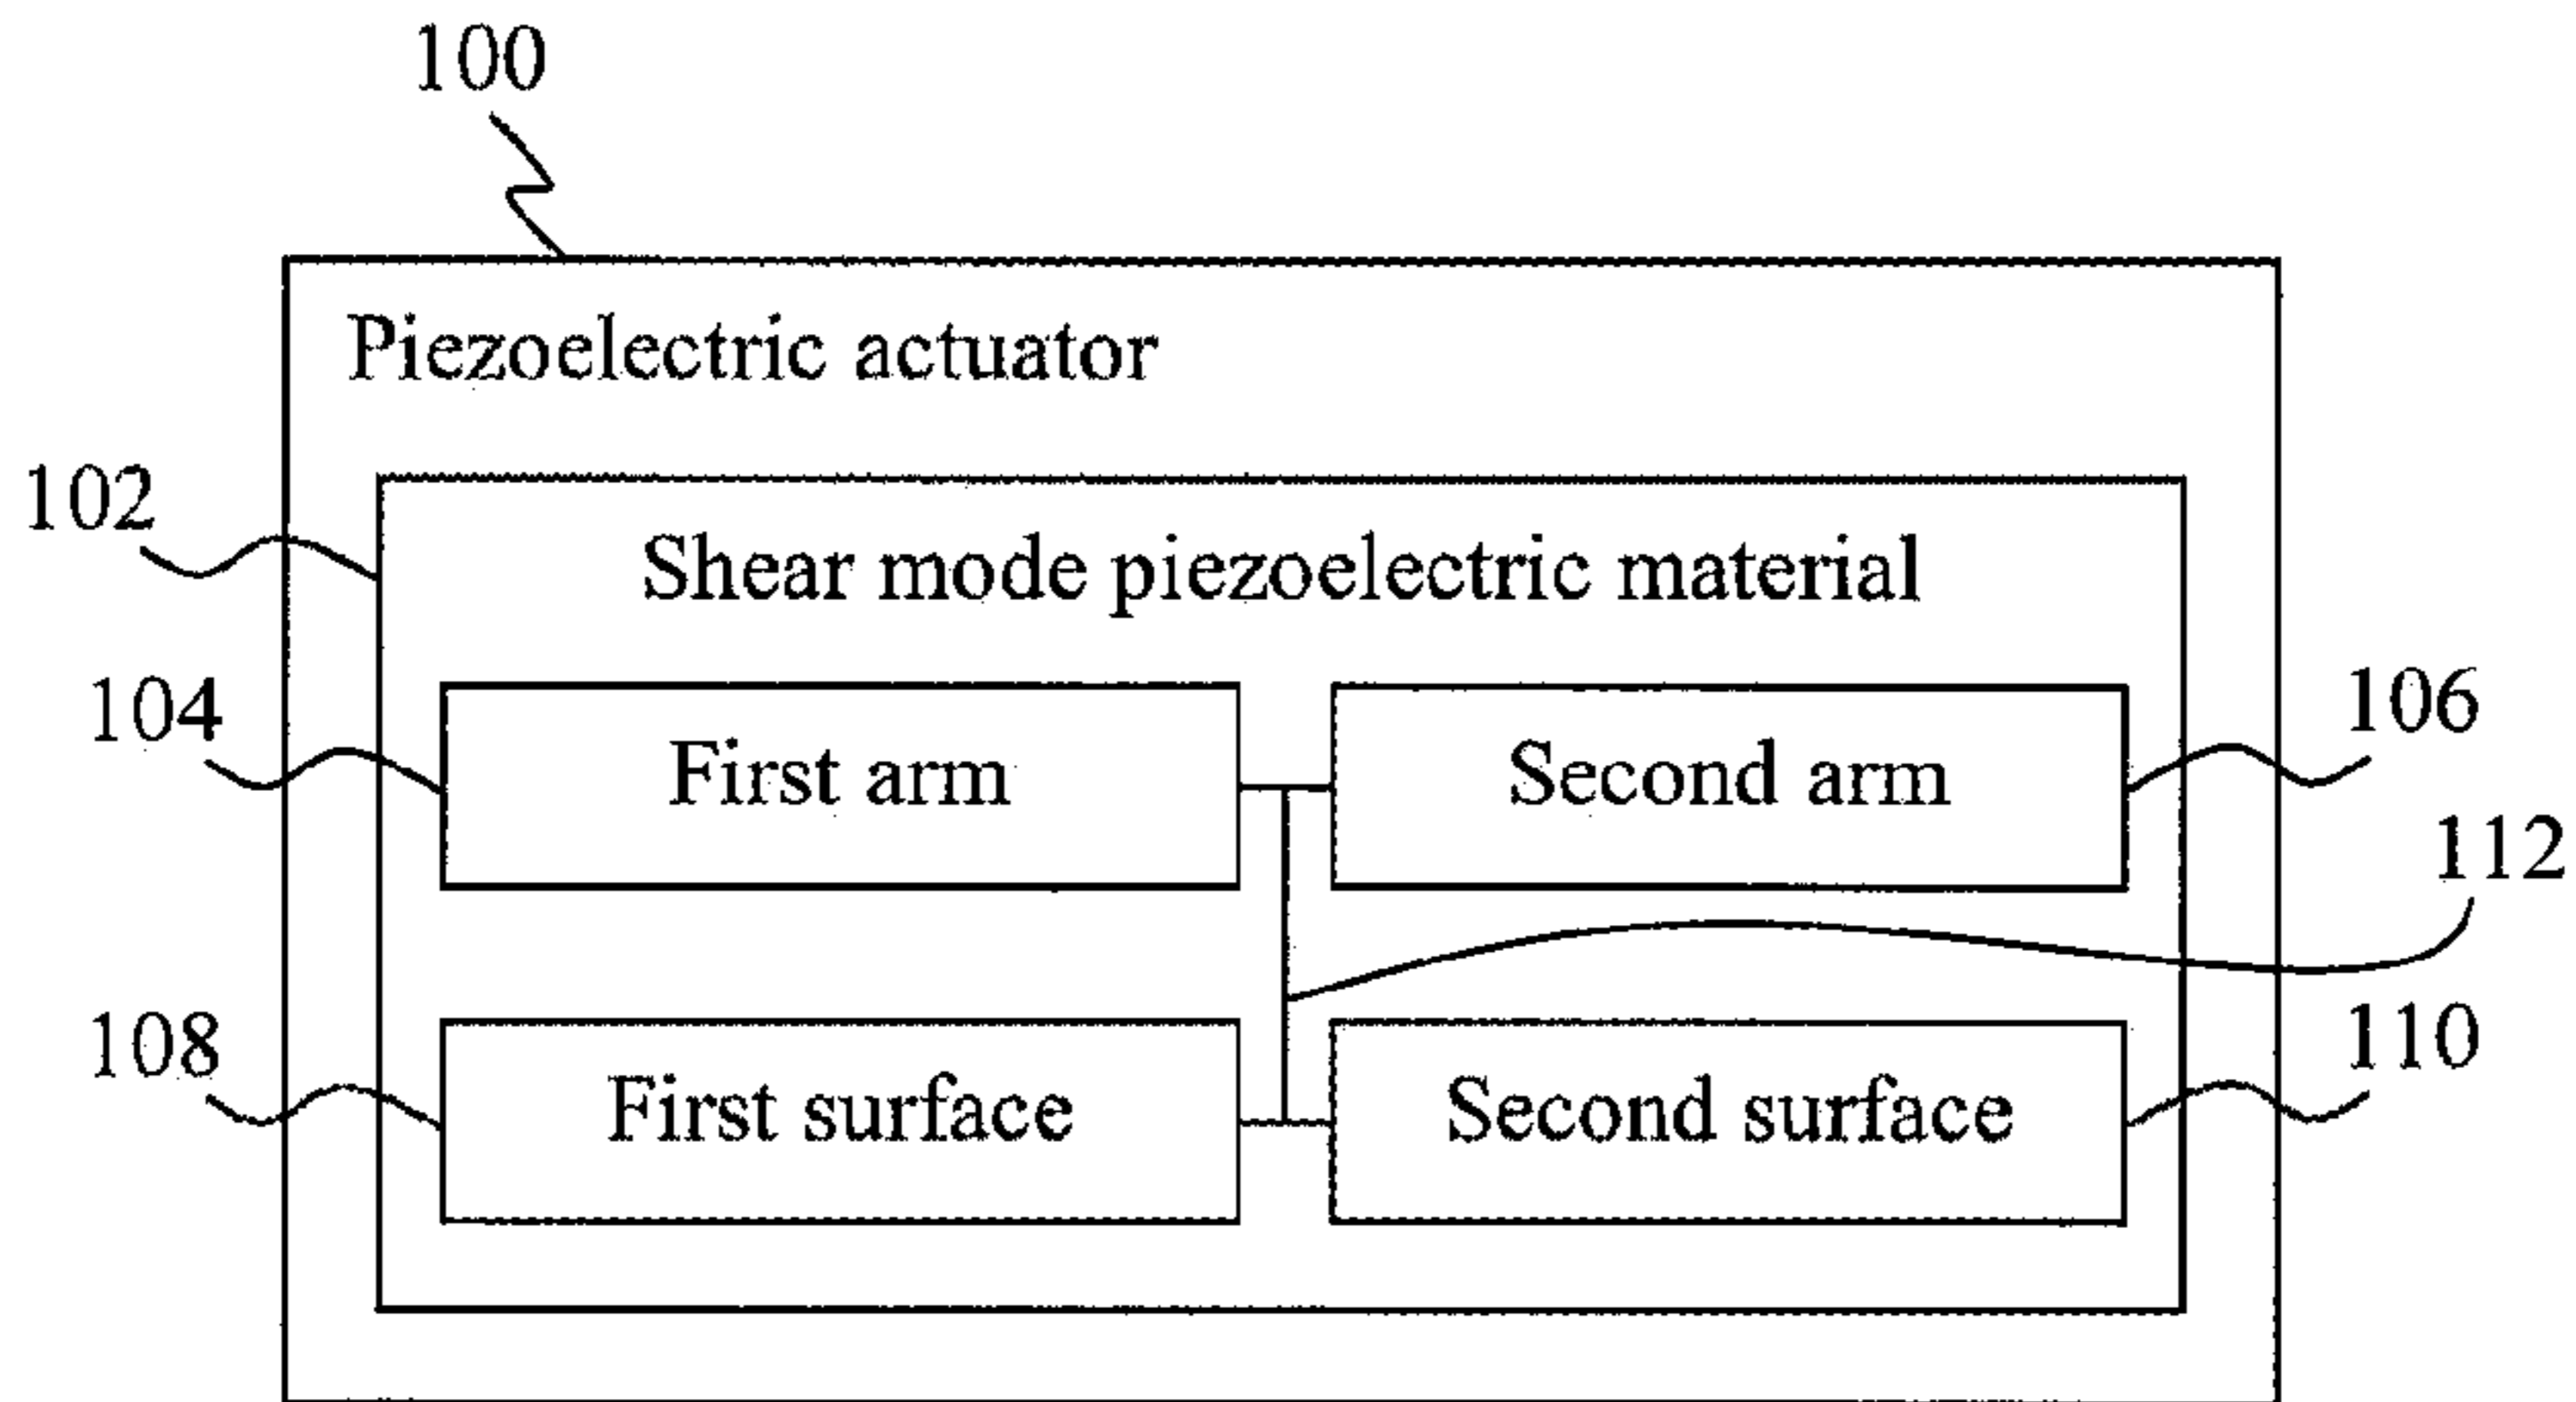 100
Piezoelectric actuator
102
Shear mode piezoelectric material
104
First arm
Second arm
106
112
108
First surface
Second surface
110